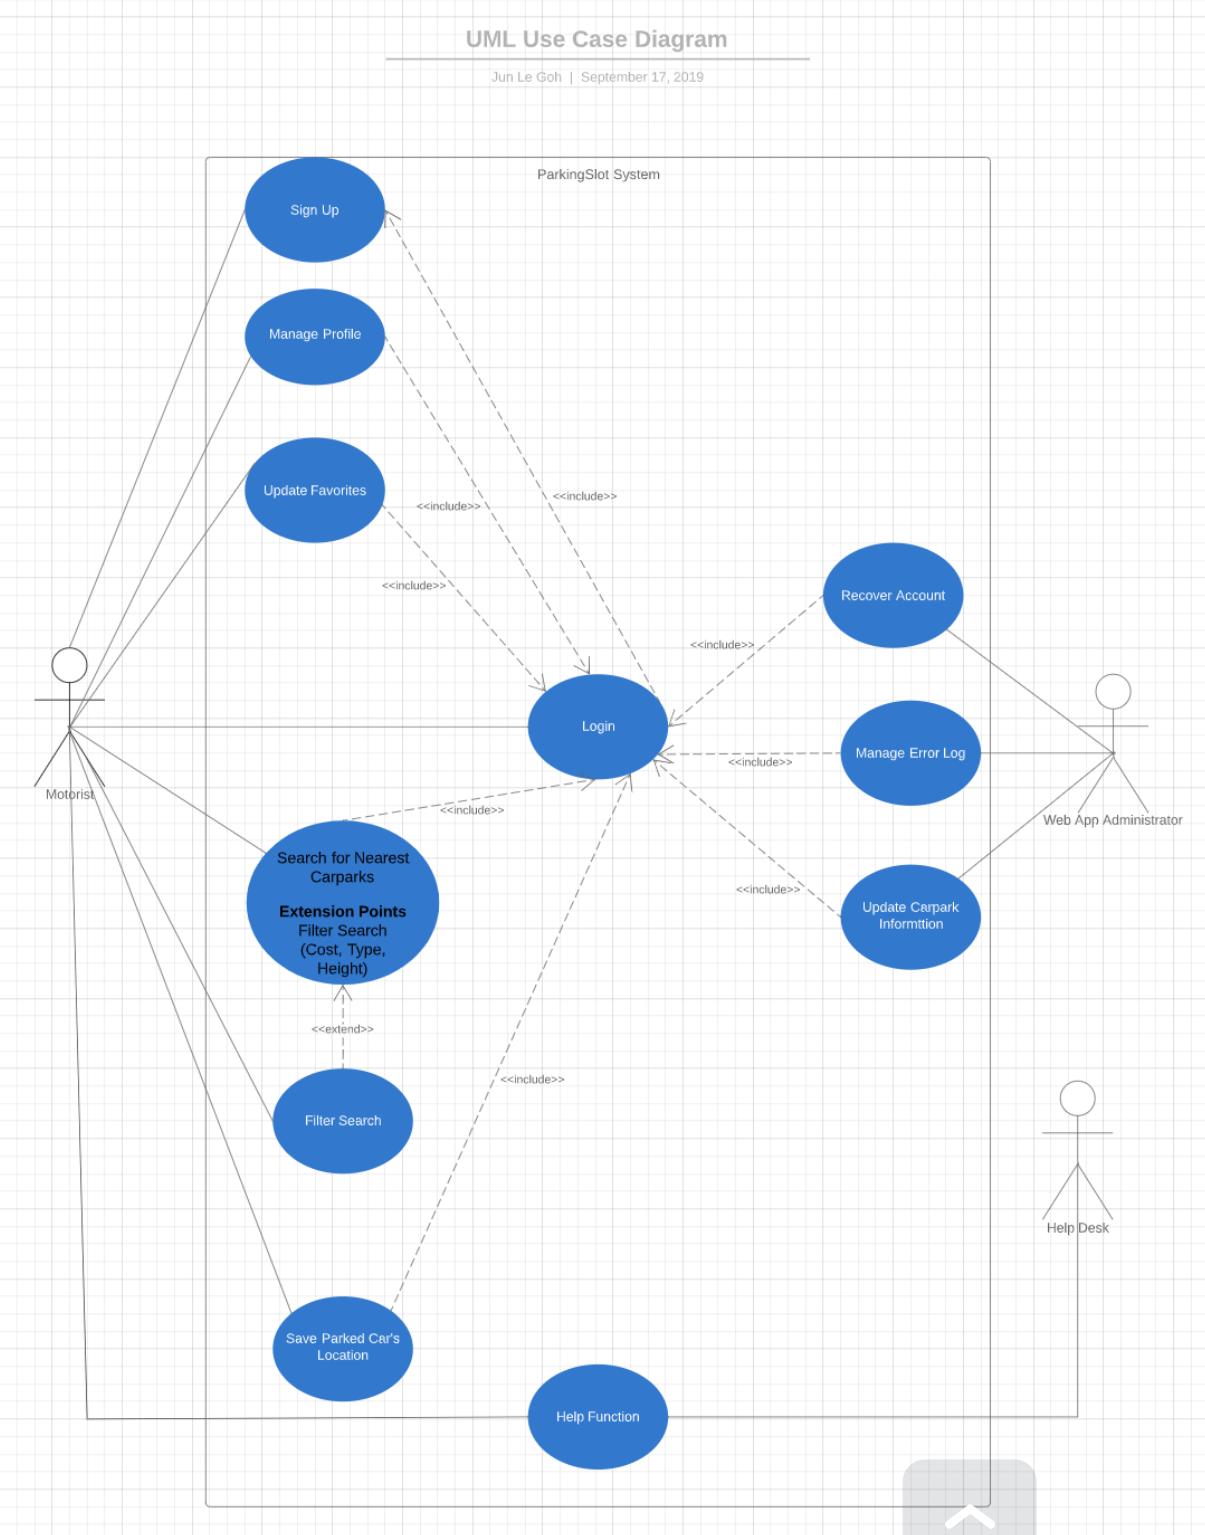 UML Use Case Diagram
Jun Le Goh | September 17, 2019
ParkingSlot System
Sign Up
Manage Profile
Update Favorites
<<include>>
<<include>>
<<include>>
Recover Account
<<include>>
Login
Manage Error Log
<<include>>
Motorist
<<include>>
Web App Administrator
Search for Nearest
Carparks
Extension Points
Filter Search
(Cost, Type,
Height)
<<include>>
Update Carpark
Informttion
<<extend>>
<<include>>
Filter Search
Help Desk
Save Parked Car's
Location
Help Function